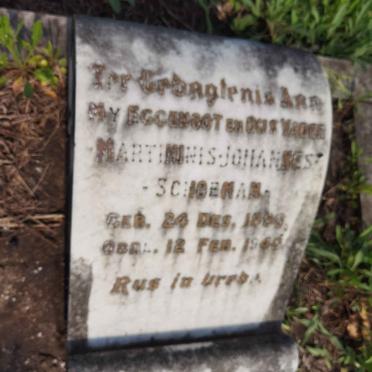 Ter Gedagtenis Aan
My Eggenoot en Ons Vader
Martihinis Johannes
- Schoeman -
Geb. 24 Des.
Oorl. 12 Feb.
Rus in Vrede